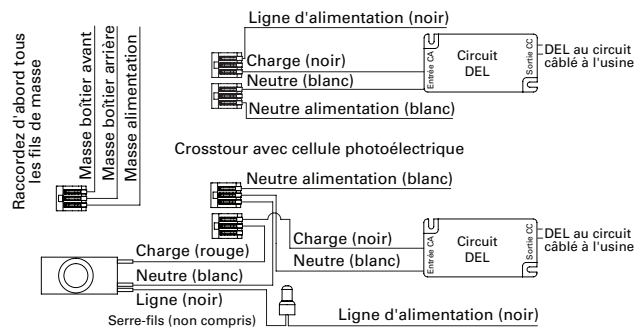 Raccordez d'abord tous
les fils de masse
Masse boîtier avant
Masse boîtier arrière
Masse alimentation
Ligne d'alimentation (noir)
Charge (noir)
Neutre (blanc)
Neutre alimentation (blanc)
Entrée CA
Circuit
DEL
Sortie CC
DEL au circuit
câblé à l'usine
Crosstour avec cellule photoélectrique
Neutre alimentation (blanc)
Charge (noir)
Neutre (blanc)
Entrée CA
Circuit
DEL
Sortie CC
DEL au circuit
câblé à l'usine
Charge (rouge)
Neutre (blanc)
Ligne (noir)
Serre-fils (non compris)
Ligne d'alimentation (noir)